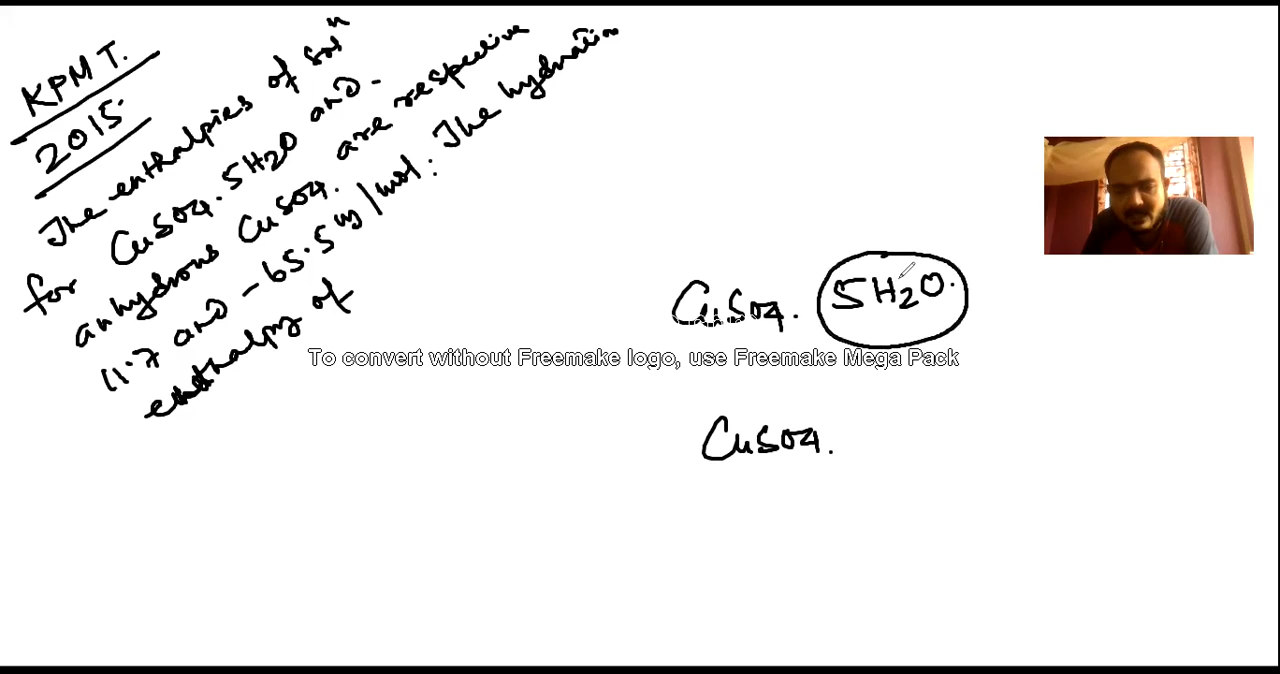 KPMT.
2015.
The enthalpies of solⁿ
for CuSO4.5H2O and
anhydrous CuSO4. are respective
11.7 and -65.5 kJ/mol. The hydration
enthalpy of
CuSO4. 5H2O.
To convert without Freemake logo, use Freemake Mega Pack
CuSO4.